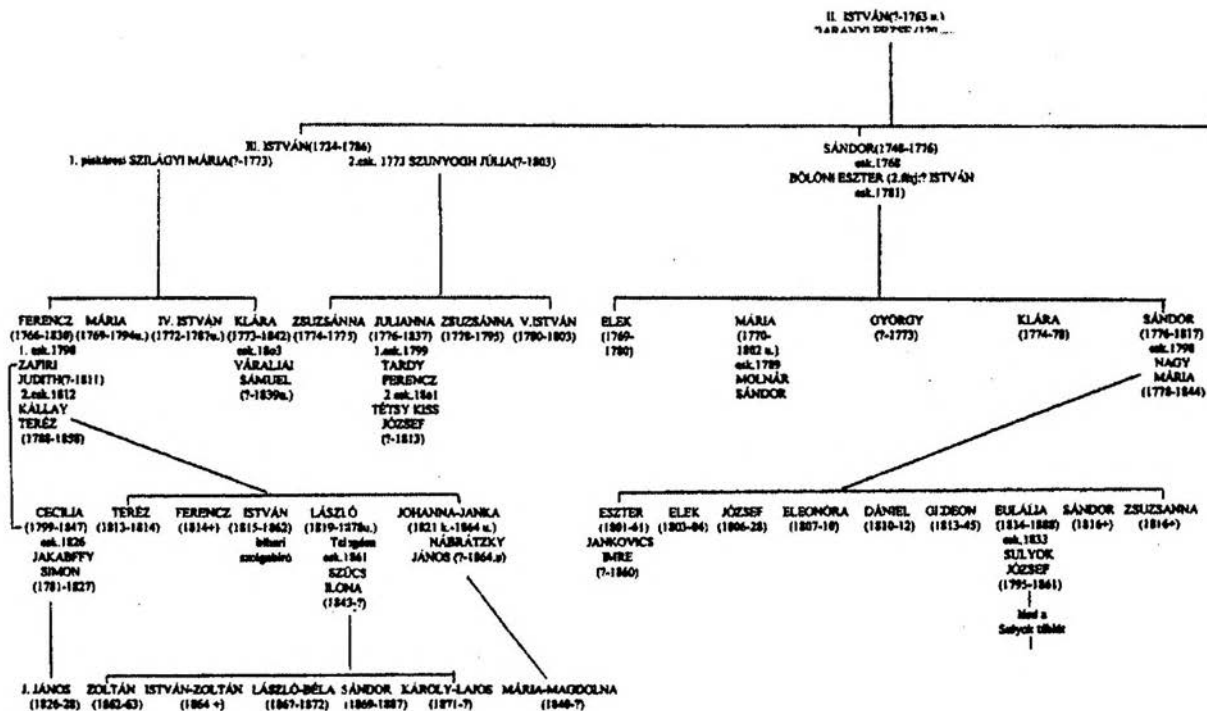 II. ISTVÁN(?-1763 u.)
III. ISTVÁN(1724-1786)
1. piskárosi SZILÁGYI MÁRIA(?-1773)
2.esk. 1773 SZUNYOGH JÚLIA(?-1803)
SÁNDOR(1748-1776)
esk.1768
BÖLÖNI ESZTER (2.férj:? ISTVÁN
esk.1781)
FERENCZ
(1766-1830)
1. esk.1798
ZAFIRI
JUDITH(?-1811)
2.esk.1812
KÁLLAY
TERÉZ
(1788-1858)
MÁRIA
(1769-1794u.)
IV. ISTVÁN
(1772-1787u.)
KLÁRA
(1773-1842)
esk.18o3
VÁRALJAI
SÁMUEL
(?-1839u.)
ZSUZSÁNNA
(1774-1775)
JULIANNA
(1776-1837)
1.esk.1799
TARDY
FERENCZ
2 esk.18o1
TÉTSY KISS
JÓZSEF
(?-1813)
ZSUZSÁNNA
(1778-1795)
V.ISTVÁN
(1780-1803)
ELEK
(1769-
1780)
MÁRIA
(1770-
1802 u.)
esk.1789
MOLNÁR
SÁNDOR
GYÖRGY
(?-1773)
KLÁRA
(1774-78)
SÁNDOR
(1776-1817)
esk.1798
NAGY
MÁRIA
(1778-1844)
CECILIA
(1799-1847)
esk.1826
JAKABFFY
SIMON
(1781-1827)
TERÉZ
(1813-1814)
FERENCZ
(1814+)
ISTVÁN
(1815-1862)
bihari
szolgabíró
LÁSZLÓ
(1819-1878u.)
esk.1861
SZŰCS
ILONA
(1843-?)
JOHANNA-JANKA
(1821 k.-1864 u.)
NÁBRÁTZKY
JÁNOS (?-1864.u)
ESZTER
(1801-61)
JANKOVICS
IMRE
(?-1860)
ELEK
(1803-04)
JÓZSEF
(1806-28)
ELEONÓRA
(1807-10)
DÁNIEL
(1810-12)
GEDEON
(1813-45)
EULÁLIA
(1814-1888)
esk.1833
SULYOK
JÓZSEF
(1795-1861)
lásd a
Sulyok táblát
SÁNDOR
(1816+)
ZSUZSANNA
(1816+)
J. JÁNOS
(1826-28)
ZOLTÁN
(1862-63)
ISTVÁN-ZOLTÁN
(1864 +)
LÁSZLÓ-BÉLA
(1867-1872)
SÁNDOR
(1869-1887)
KÁROLY-LAJOS
(1871-?)
MÁRIA-MAGDOLNA
(1840-?)